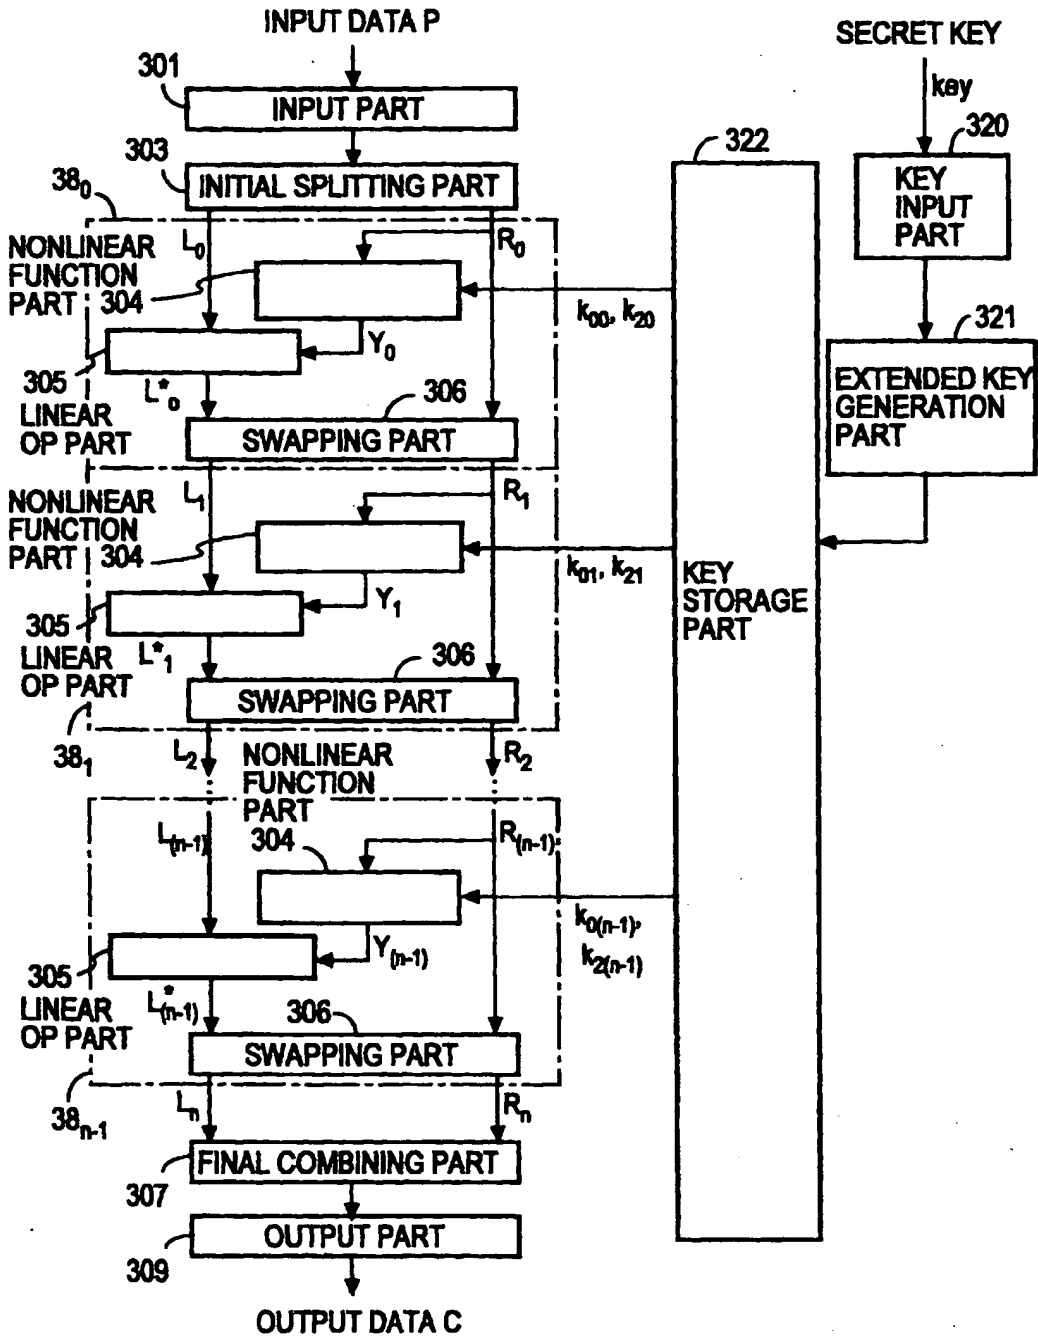 INPUT DATA P
SECRET KEY
key
301
INPUT PART
303
INITIAL SPLITTING PART
322
320
KEY
INPUT
PART
38₀
L₀
R₀
NONLINEAR
FUNCTION
PART
304
k₀₀, k₂₀
321
EXTENDED KEY
GENERATION
PART
Y₀
305
LINEAR
OP PART
L*₀
306
SWAPPING PART
L₁
R₁
NONLINEAR
FUNCTION
PART
304
k₀₁, k₂₁
KEY
STORAGE
PART
Y₁
305
LINEAR
OP PART
L*₁
306
SWAPPING PART
38₁
L₂
R₂
NONLINEAR
FUNCTION
PART
304
L(n-1)
R(n-1)
k₀(n-1),
k₂(n-1)
Y(n-1)
305
LINEAR
OP PART
L*(n-1)
306
SWAPPING PART
38n-1
Ln
Rn
FINAL COMBINING PART
307
OUTPUT PART
309
OUTPUT DATA C